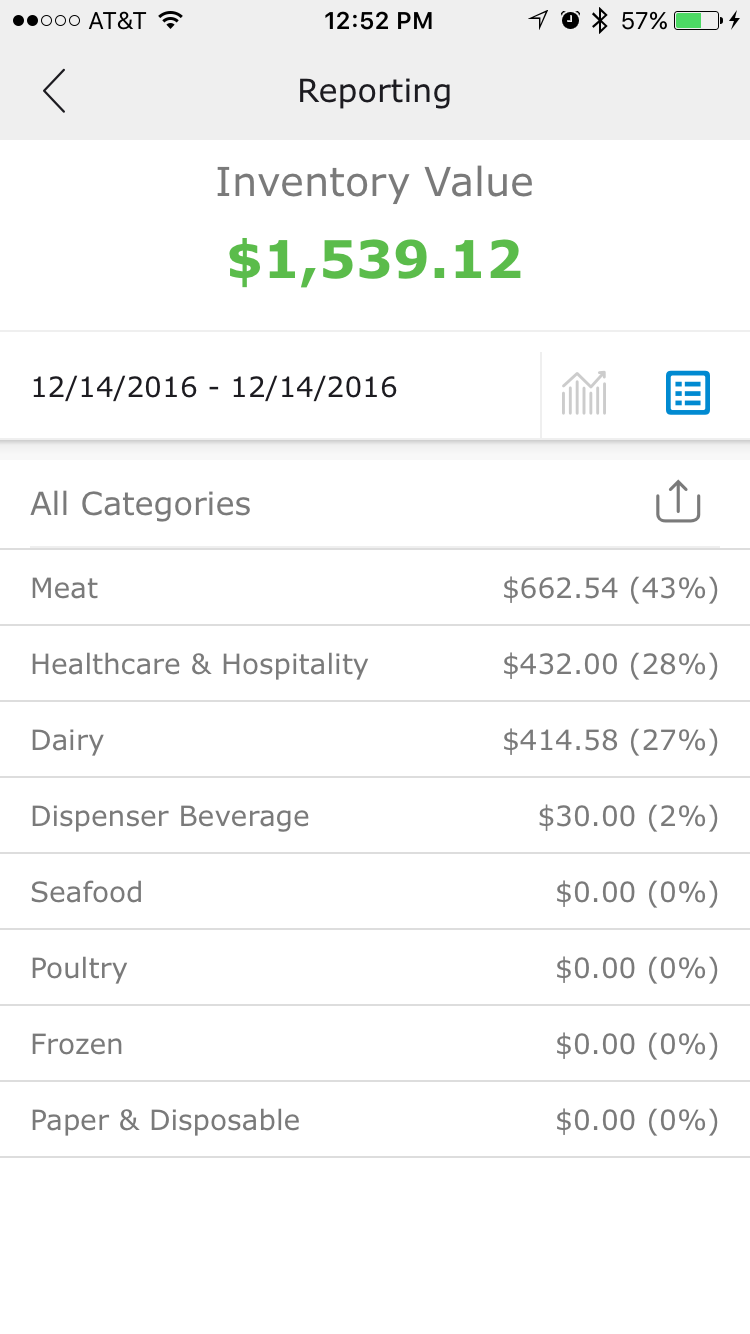 AT&T 12:52 PM 57%
Reporting
Inventory Value
$1,539.12
12/14/2016 - 12/14/2016
All Categories
Meat $662.54 (43%)
Healthcare & Hospitality $432.00 (28%)
Dairy $414.58 (27%)
Dispenser Beverage $30.00 (2%)
Seafood $0.00 (0%)
Poultry $0.00 (0%)
Frozen $0.00 (0%)
Paper & Disposable $0.00 (0%)